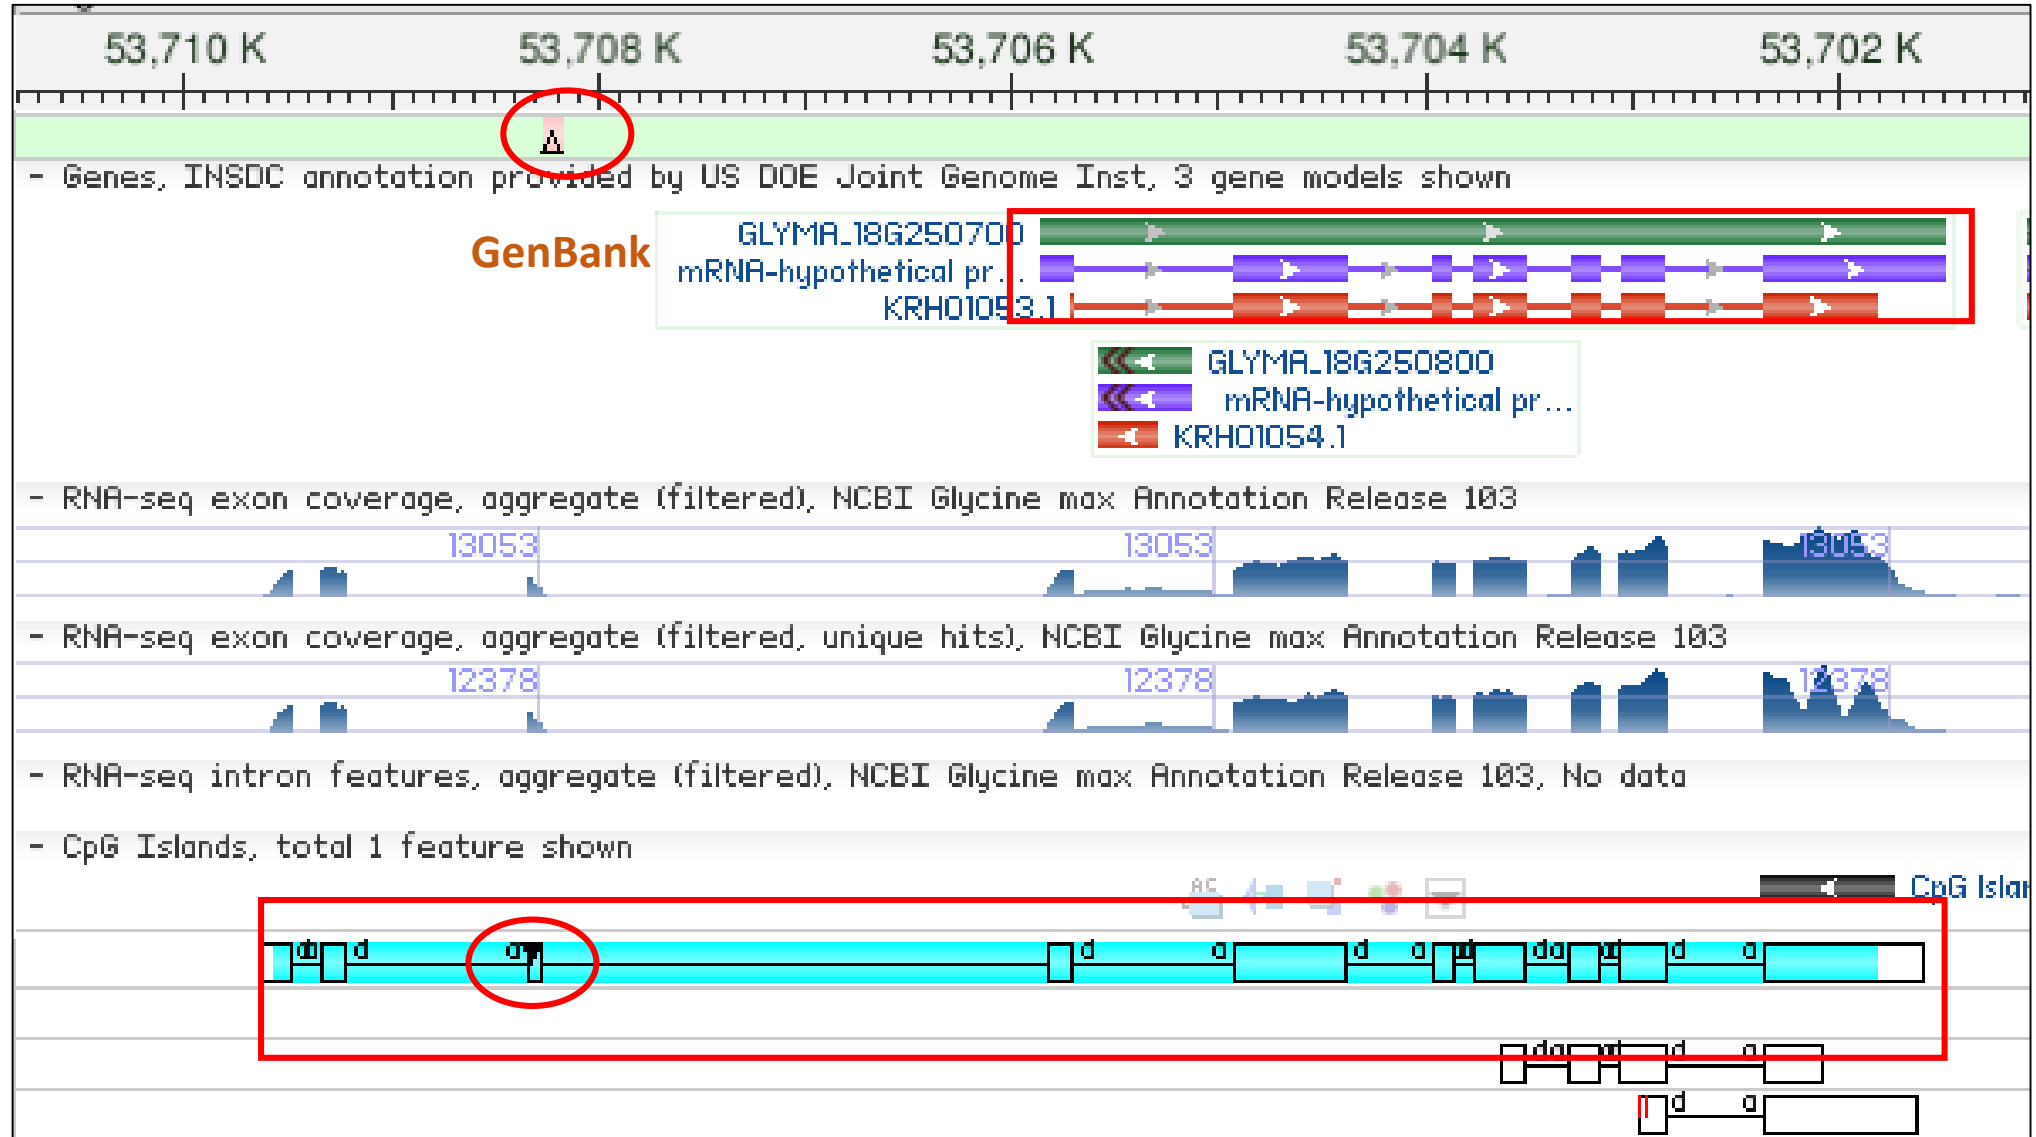 53,710 K 53,708 K 53,706 K 53,704 K 53,702 K
- Genes, INSDC annotation provided by US DOE Joint Genome Inst, 3 gene models shown
GenBank
GLYMA_18G250700
mRNA-hypothetical pr...
KRH01053.1
GLYMA_18G250800
mRNA-hypothetical pr...
KRH01054.1
- RNA-seq exon coverage, aggregate (filtered), NCBI Glycine max Annotation Release 103
13053 13053 13053
- RNA-seq exon coverage, aggregate (filtered, unique hits), NCBI Glycine max Annotation Release 103
12378 12378 12378
- RNA-seq intron features, aggregate (filtered), NCBI Glycine max Annotation Release 103, No data
- CpG Islands, total 1 feature shown
CpG Islan
d d a d a d a d a d a
d a d a
d a